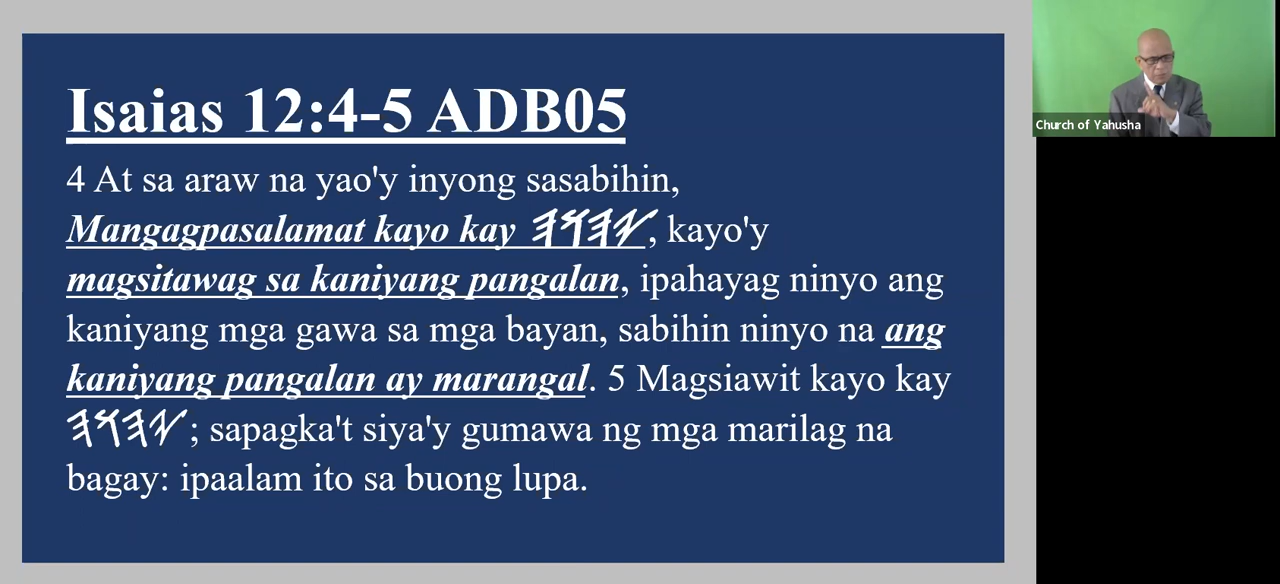 Isaias 12:4-5 ADB05
4 At sa araw na yao'y inyong sasabihin,
Mangagpasalamat kayo kay 𐤉𐤄𐤅𐤄, kayo'y
magsitawag sa kaniyang pangalan, ipahayag ninyo ang
kaniyang mga gawa sa mga bayan, sabihin ninyo na ang
kaniyang pangalan ay marangal. 5 Magsiawit kayo kay
𐤉𐤄𐤅𐤄; sapagka't siya'y gumawa ng mga marilag na
bagay: ipaalam ito sa buong lupa.
Church of Yahusha